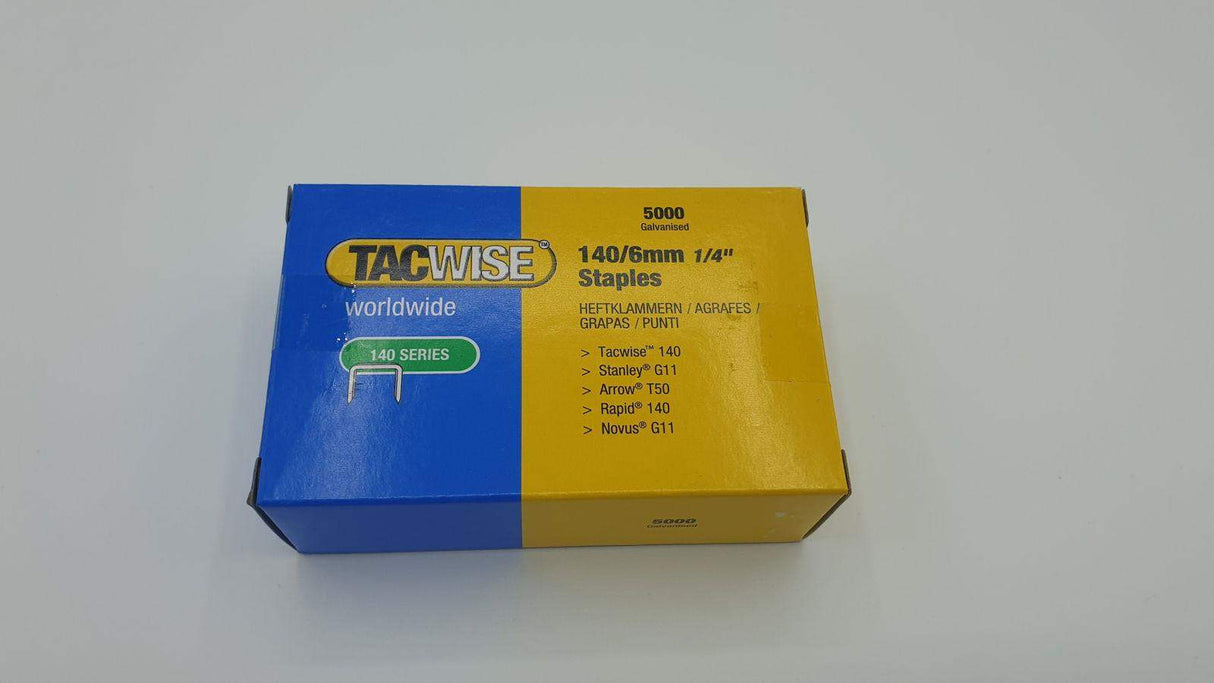 TACWISE™
worldwide
140 SERIES
5000
Galvanised
140/6mm 1/4"
Staples
HEFTKLAMMERN / AGRAFES /
GRAPAS / PUNTI
> Tacwise™ 140
> Stanley® G11
> Arrow® T50
> Rapid® 140
> Novus® G11
5000
Galvanised